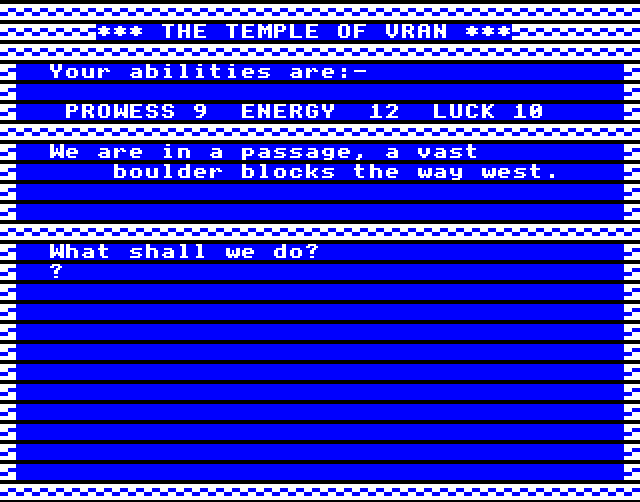 *** THE TEMPLE OF VRAN ***
Your abilities are:-
PROWESS 9 ENERGY 12 LUCK 10
We are in a passage, a vast
boulder blocks the way west.
What shall we do?
?